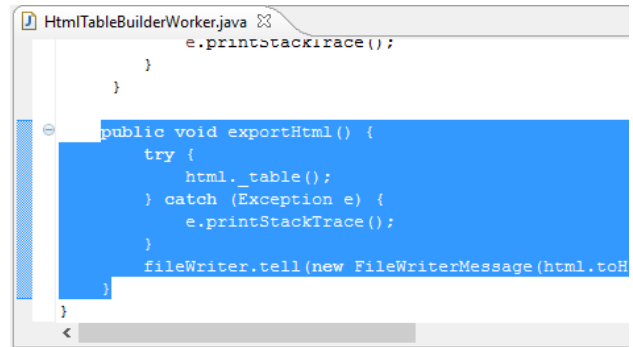 HtmlTableBuilderWorker.java
e.printStackTrace();
}
}
public void exportHtml() {
try {
html._table();
} catch (Exception e) {
e.printStackTrace();
}
fileWriter.tell(new FileWriterMessage(html.toH
}
}